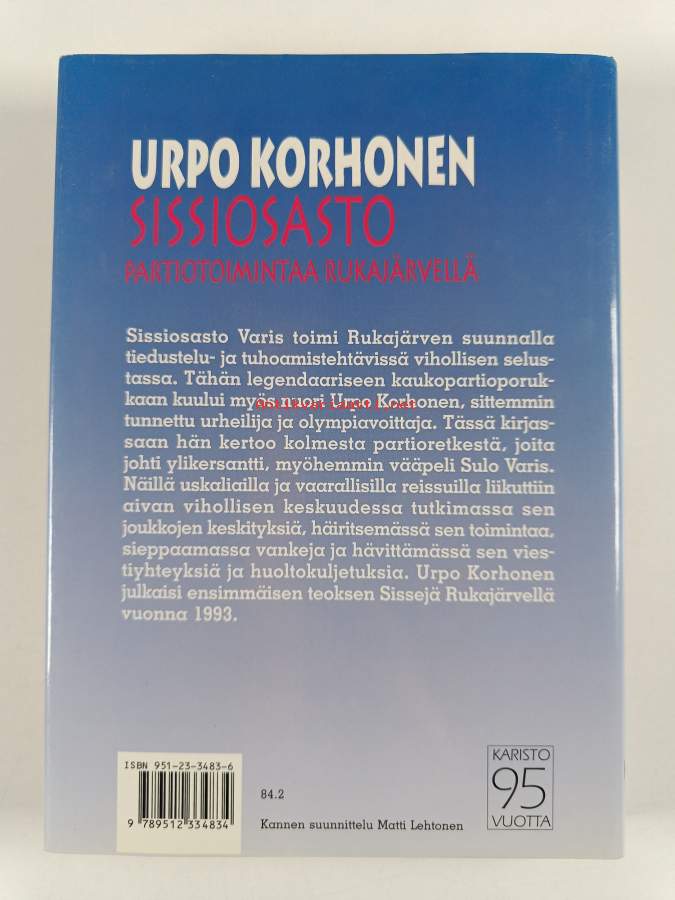 URPO KORHONEN
SISSIOSASTO
PARTIOTOIMINTAA RUKAJÄRVELLÄ
Sissiosasto Varis toimi Rukajärven suunnalla
tiedustelu- ja tuhoamistehtävissä vihollisen selus-
tassa. Tähän legendaariseen kaukopartioporuk-
kaan kuului myös nuori Urpo Korhonen, sittemmin
tunnettu urheilija ja olympiavoittaja. Tässä kirjas-
saan hän kertoo kolmesta partioretkestä, joita
johti ylikersantti, myöhemmin vääpeli Sulo Varis.
Näillä uskaliailla ja vaarallisilla reissuilla liikuttiin
aivan vihollisen keskuudessa tutkimassa sen
joukkojen keskityksiä, häiritsemässä sen toimintaa,
sieppaamassa vankeja ja hävittämässä sen vies-
tiyhteyksiä ja huoltokuljetuksia. Urpo Korhonen
julkaisi ensimmäisen teoksen Sissejä Rukajärvellä
vuonna 1993.
ISBN 951-23-3483-6
9 789512 334834
84.2
Kannen suunnittelu Matti Lehtonen
KARISTO
95
VUOTTA